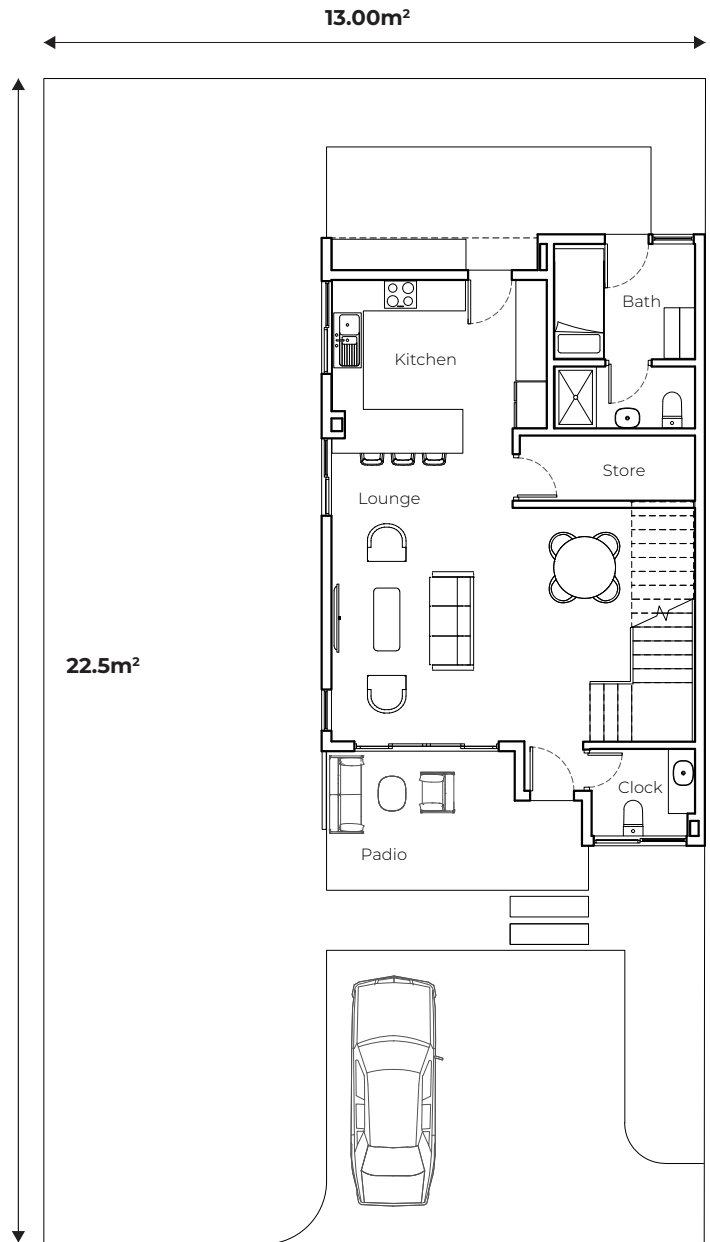 13.00m²
Bath
Kitchen
Store
Lounge
22.5m²
Clock
Padio